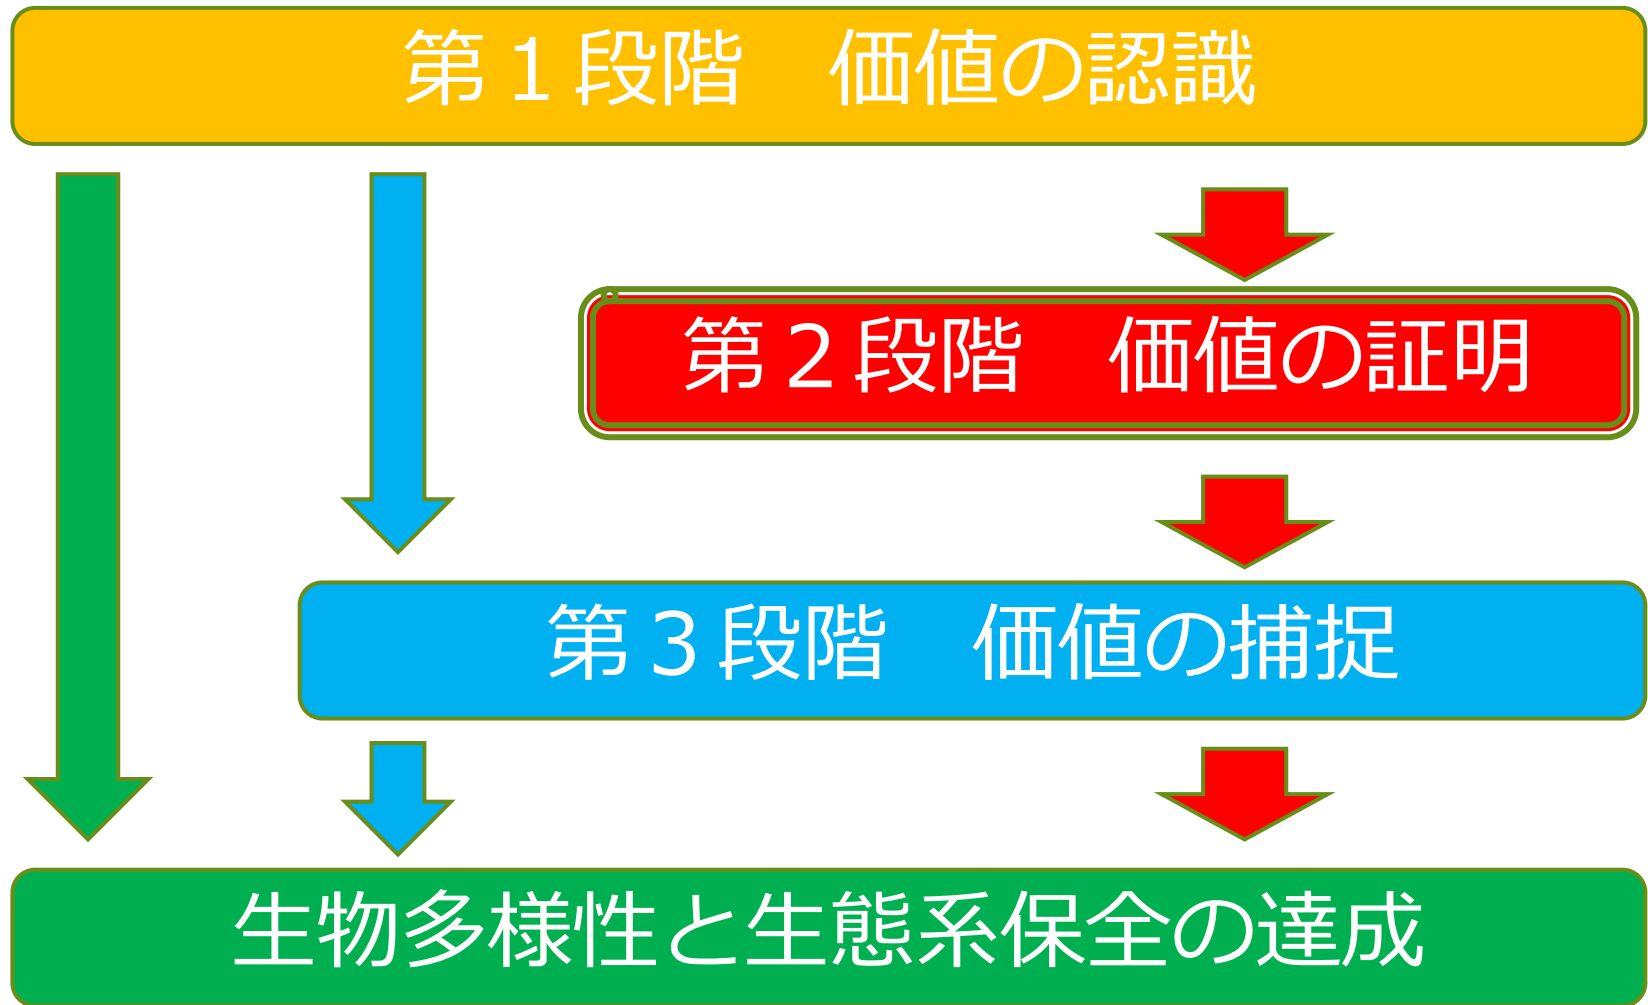 第１段階　価値の認識
第２段階　価値の証明
第３段階　価値の捕捉
生物多様性と生態系保全の達成